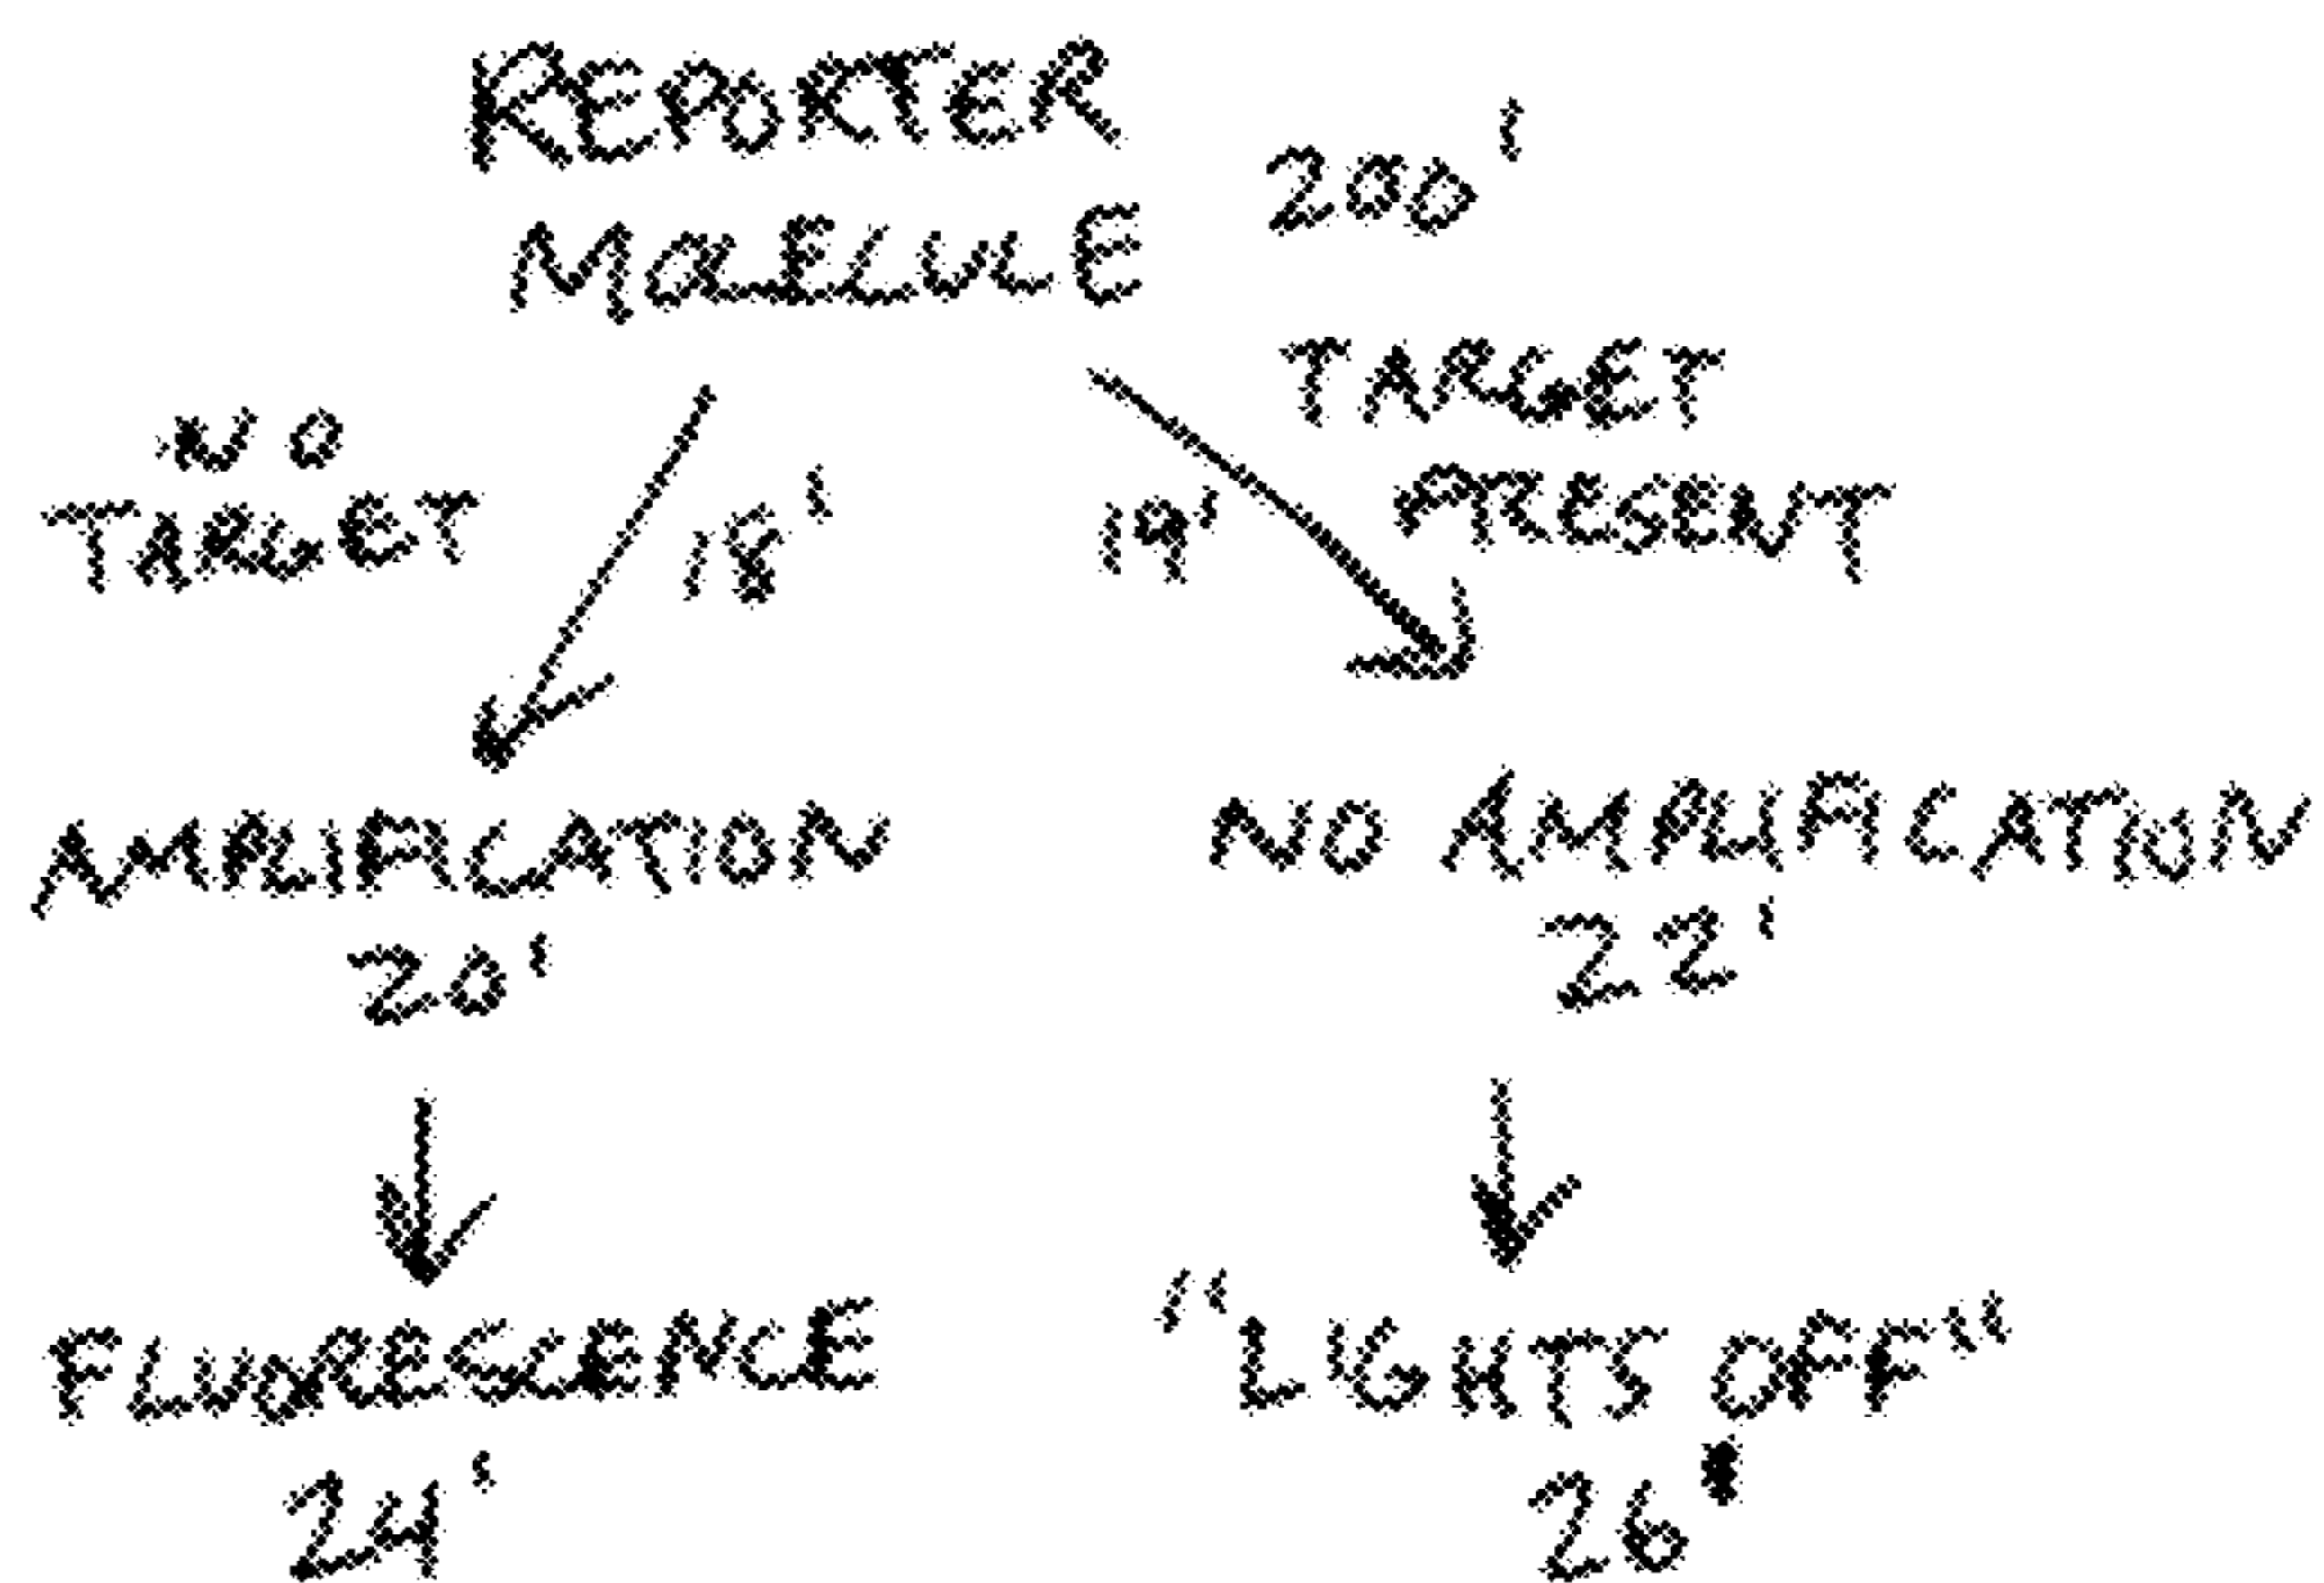 REPORTER
MOLECULE
200'
TARGET
PRESENT
NO
TARGET
18'
19'
AMPLIFICATION
20'
NO AMPLIFICATION
22'
FLUORESCENCE
24'
"LIGHTS OFF"
26'